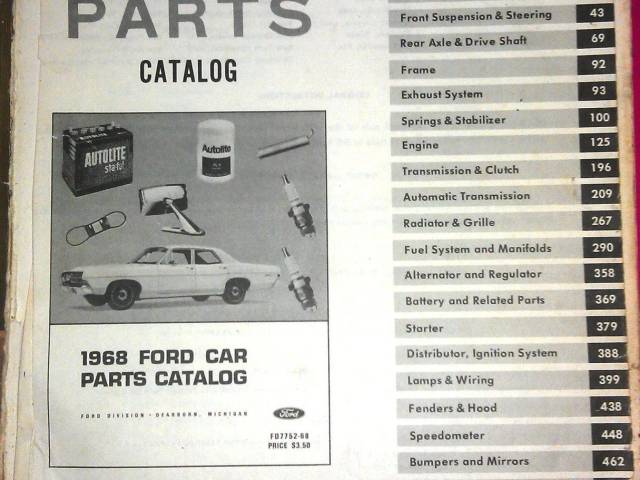 PARTS
CATALOG
AUTOLITE
sta-ful
Autolite
1968 FORD CAR
PARTS CATALOG
FORD DIVISION - DEARBORN, MICHIGAN
Ford
FD7752-68
PRICE $3.50
Front Suspension & Steering 43
Rear Axle & Drive Shaft 69
Frame 92
Exhaust System 93
Springs & Stabilizer 100
Engine 125
Transmission & Clutch 196
Automatic Transmission 209
Radiator & Grille 267
Fuel System and Manifolds 290
Alternator and Regulator 358
Battery and Related Parts 369
Starter 379
Distributor, Ignition System 388
Lamps & Wiring 399
Fenders & Hood 438
Speedometer 448
Bumpers and Mirrors 462